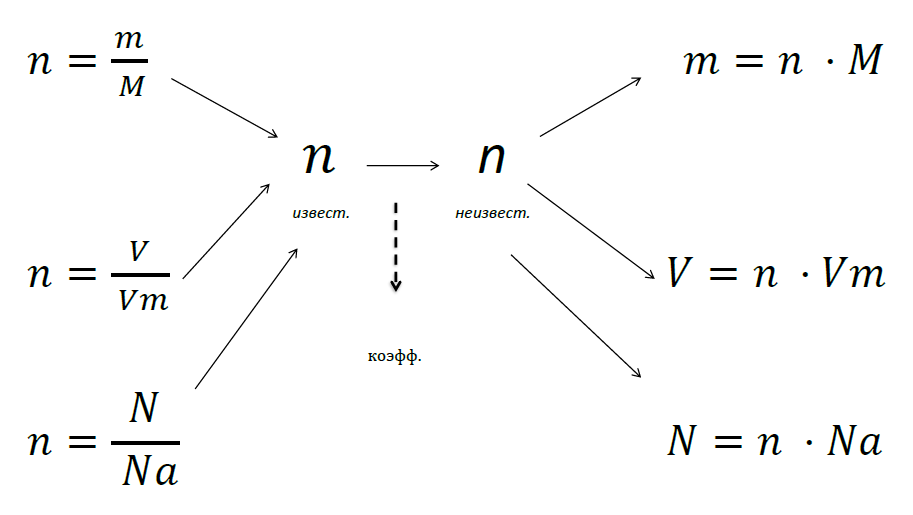 n = m/M
m = n · M
n → n
извест. неизвест.
n = V/Vm
V = n · Vm
коэфф.
n = N/Na
N = n · Na